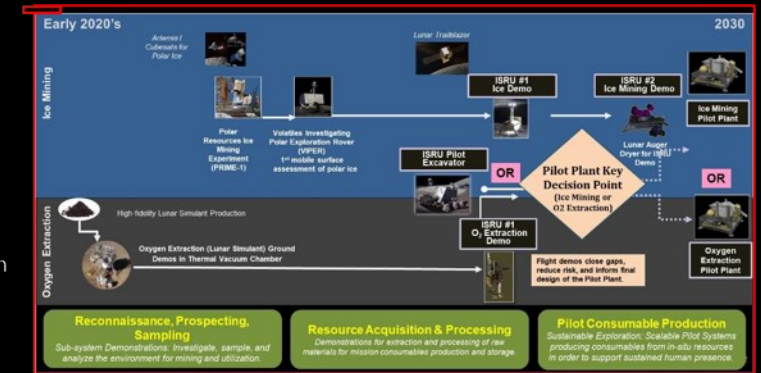 Early 2020's
2030
Artemis I
Cubesats for
Polar Ice
Lunar Trailblazor
Ice Mining
ISRU #1
Ice Demo
ISRU #2
Ice Mining Demo
Ice Mining
Pilot Plant
Polar
Resources Ice
Mining
Experiment
(PRIME-1)
Volatiles Investigating
Polar Exploration Rover
(VIPER)
1st mobile surface
assessment of polar ice
Lunar Auger
Dryer for ISRU
Demo
ISRU Pilot
Excavator
OR
Pilot Plant Key
Decision Point
(Ice Mining or
O2 Extraction)
OR
Oxygen Extraction
High-fidelity Lunar Simulant Production
ISRU #1
O2 Extraction
Demo
Oxygen Extraction (Lunar Simulant) Ground
Demos in Thermal Vacuum Chamber
Flight demos close gaps,
reduce risk, and inform final
design of the Pilot Plant.
Oxygen
Extraction
Pilot Plant
n
Reconnaissance, Prospecting,
Sampling
Sub-system Demonstrations: Investigate, sample, and
analyze the environment for mining and utilization.
Resource Acquisition & Processing
Demonstrations for extraction and processing of raw
materials for mission consumables production and storage.
Pilot Consumable Production
Sustainable Exploration: Scalable Pilot Systems
producing consumables from in-situ resources
in order to support sustained human presence.